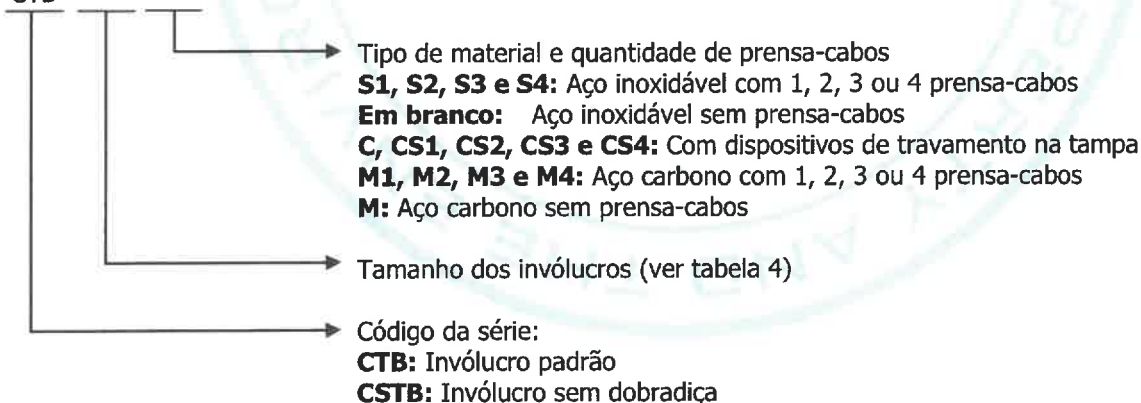 Tipo de material e quantidade de prensa-cabos
S1, S2, S3 e S4: Aço inoxidável com 1, 2, 3 ou 4 prensa-cabos
Em branco: Aço inoxidável sem prensa-cabos
C, CS1, CS2, CS3 e CS4: Com dispositivos de travamento na tampa
M1, M2, M3 e M4: Aço carbono com 1, 2, 3 ou 4 prensa-cabos
M: Aço carbono sem prensa-cabos
Tamanho dos invólucros (ver tabela 4)
Código da série:
CTB: Invólucro padrão
CSTB: Invólucro sem dobradiça